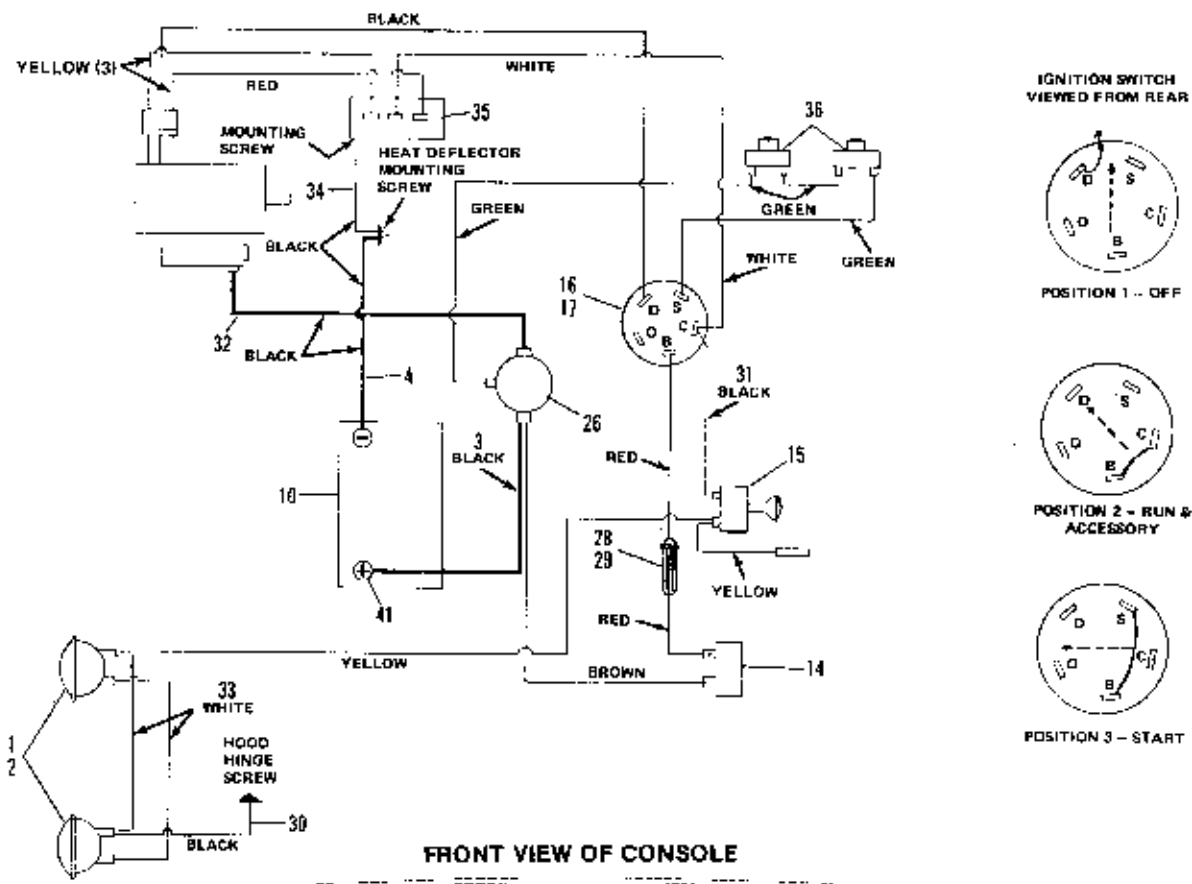 BLACK
YELLOW (3)
WHITE
RED
IGNITION SWITCH
VIEWED FROM REAR
35
36
MOUNTING
SCREW
HEAT DEFLECTOR
MOUNTING
SCREW
34
GREEN
GREEN
BLACK
WHITE
GREEN
D
S
C
D
B
POSITION 1 - OFF
16
17
D
S
C
D
B
32
BLACK
4
31
BLACK
26
3
BLACK
RED
15
10
D
S
C
D
B
POSITION 2 - RUN &
ACCESSORY
28
29
YELLOW
41
RED
YELLOW
BROWN
14
D
S
C
D
B
POSITION 3 - START
33
WHITE
1
2
HOOD
HINGE
SCREW
30
BLACK
FRONT VIEW OF CONSOLE